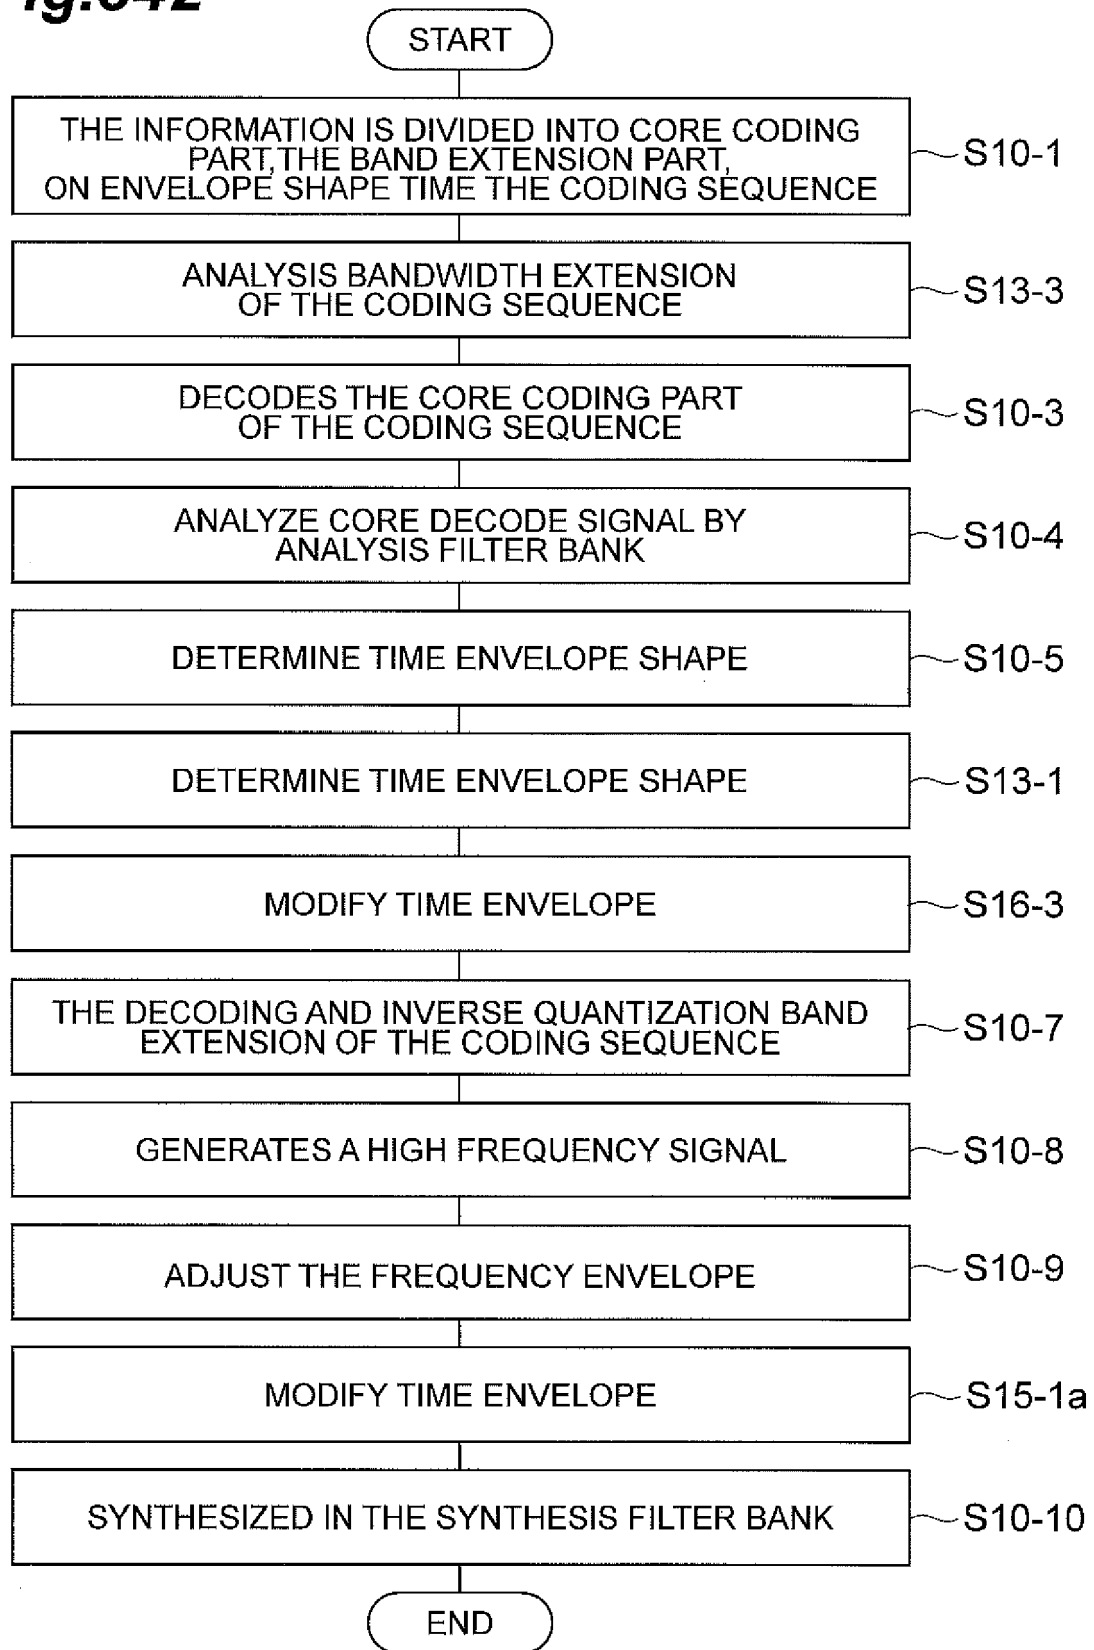 START
THE INFORMATION IS DIVIDED INTO CORE CODING
PART, THE BAND EXTENSION PART,
ON ENVELOPE SHAPE TIME THE CODING SEQUENCE
S10-1
ANALYSIS BANDWIDTH EXTENSION
OF THE CODING SEQUENCE
S13-3
DECODES THE CORE CODING PART
OF THE CODING SEQUENCE
S10-3
ANALYZE CORE DECODE SIGNAL BY
ANALYSIS FILTER BANK
S10-4
DETERMINE TIME ENVELOPE SHAPE
S10-5
DETERMINE TIME ENVELOPE SHAPE
S13-1
MODIFY TIME ENVELOPE
S16-3
THE DECODING AND INVERSE QUANTIZATION BAND
EXTENSION OF THE CODING SEQUENCE
S10-7
GENERATES A HIGH FREQUENCY SIGNAL
S10-8
ADJUST THE FREQUENCY ENVELOPE
S10-9
MODIFY TIME ENVELOPE
S15-1a
SYNTHESIZED IN THE SYNTHESIS FILTER BANK
S10-10
END